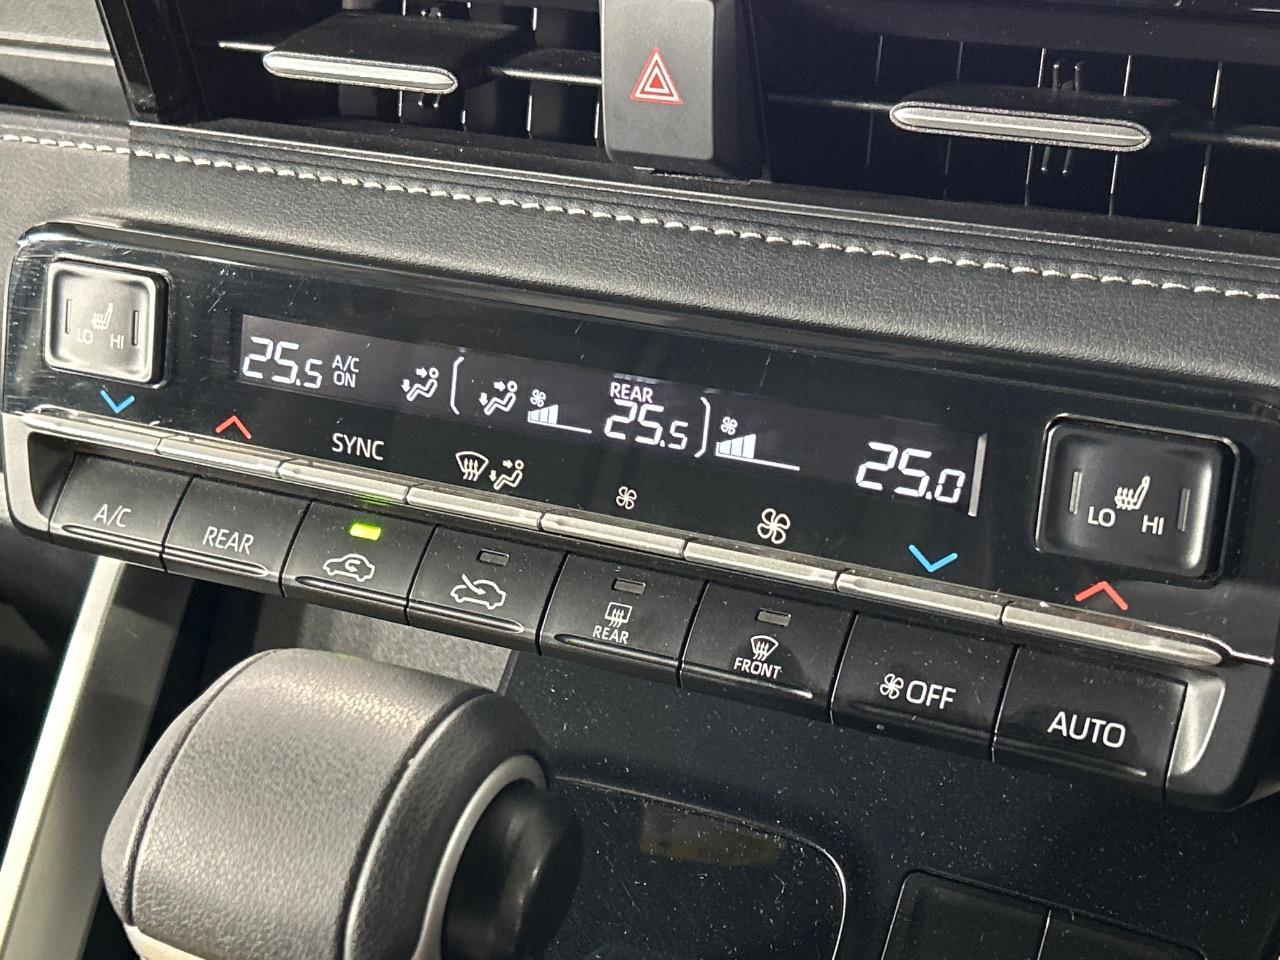 25.5 A/C ON
REAR 25.5
25.0
LO HI
SYNC
LO HI
A/C
REAR
REAR
FRONT
OFF
AUTO